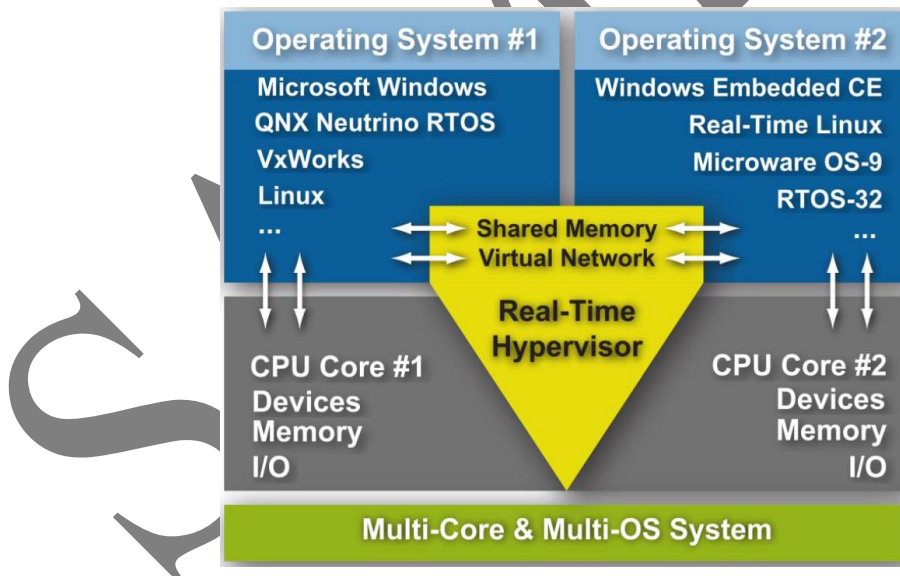 Operating System #1
Microsoft Windows
QNX Neutrino RTOS
VxWorks
Linux
...
Operating System #2
Windows Embedded CE
Real-Time Linux
Microware OS-9
RTOS-32
...
Shared Memory
Virtual Network
Real-Time
Hypervisor
CPU Core #1
Devices
Memory
I/O
CPU Core #2
Devices
Memory
I/O
Multi-Core & Multi-OS System